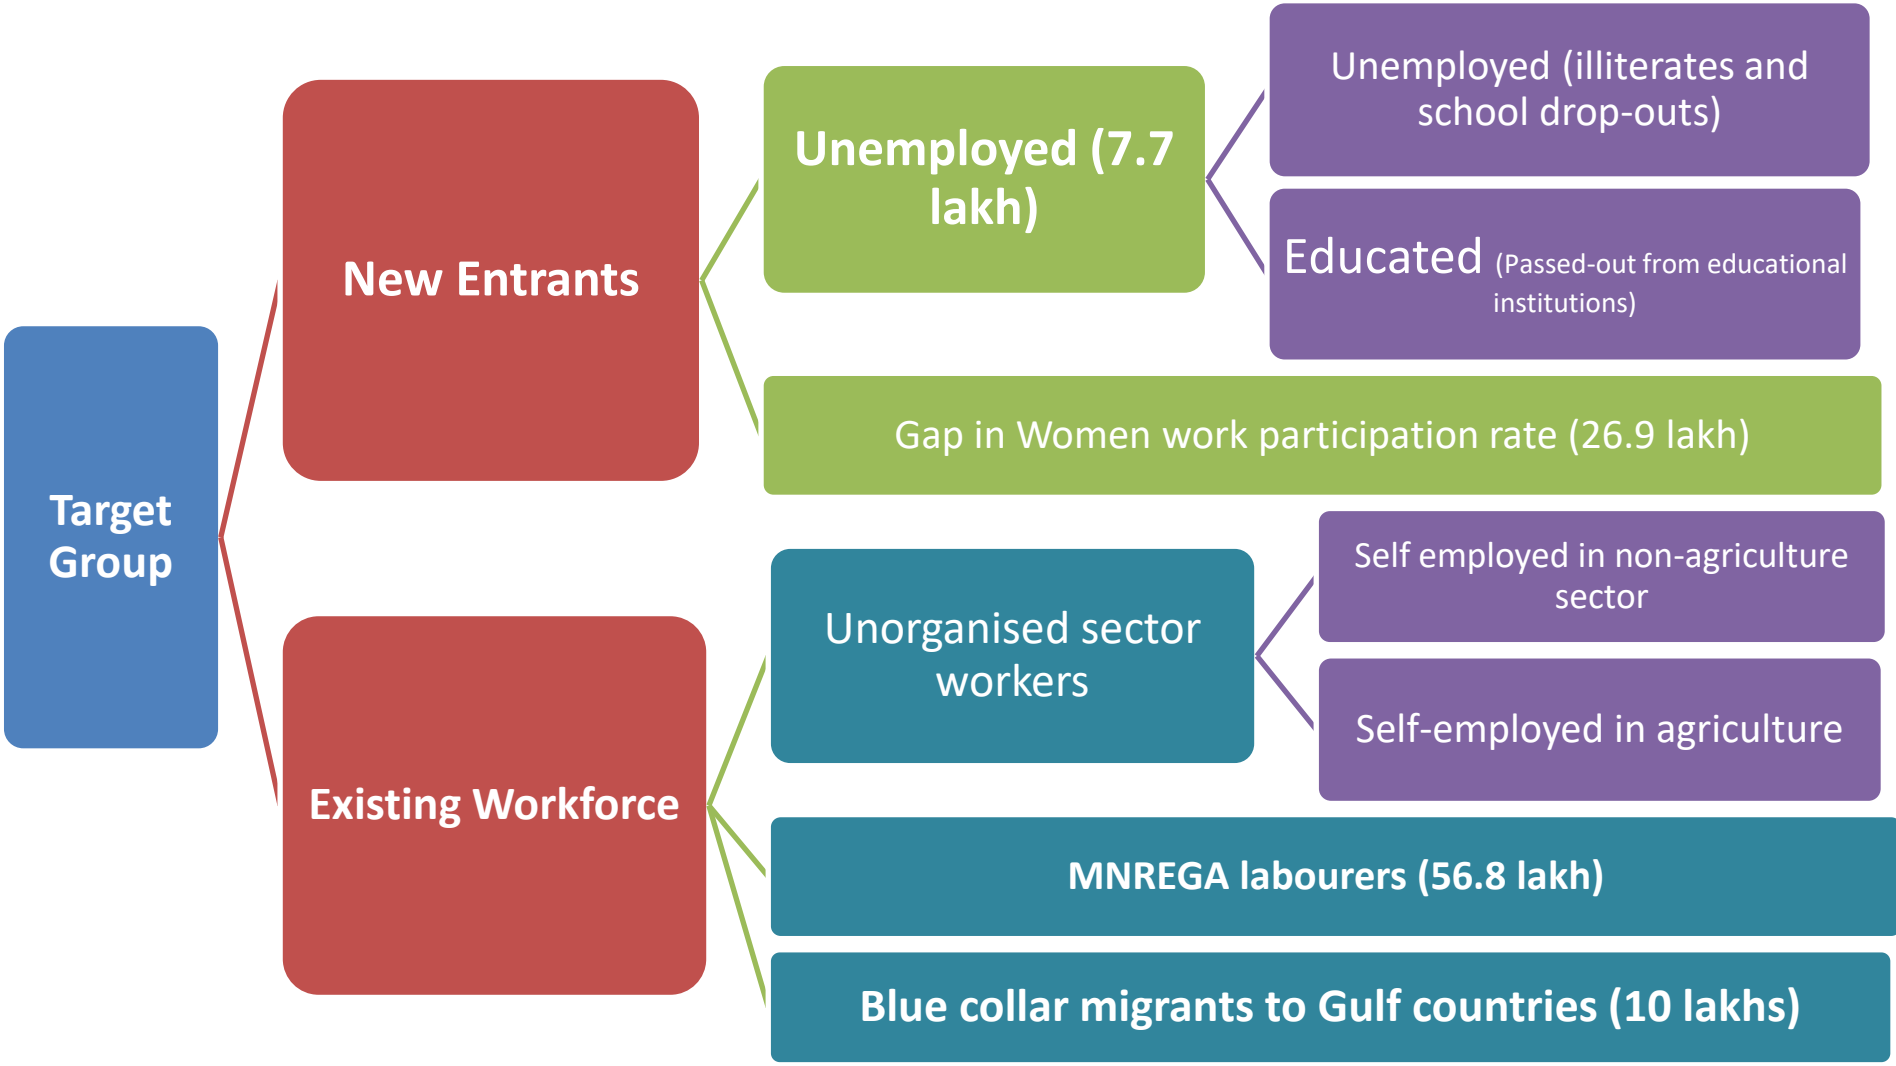 Target
Group
New Entrants
Unemployed (7.7
lakh)
Unemployed (illiterates and
school drop-outs)
Educated (Passed-out from educational
institutions)
Gap in Women work participation rate (26.9 lakh)
Existing Workforce
Unorganised sector
workers
Self employed in non-agriculture
sector
Self-employed in agriculture
MNREGA labourers (56.8 lakh)
Blue collar migrants to Gulf countries (10 lakhs)